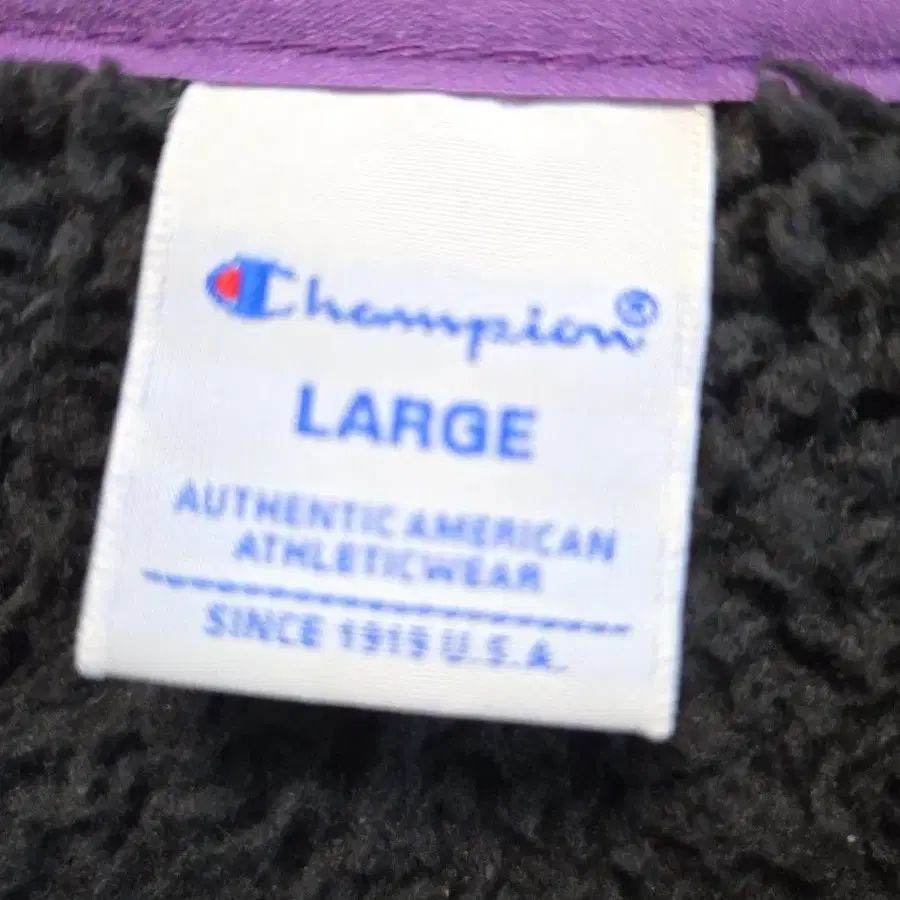 Champion®
LARGE
AUTHENTIC AMERICAN
ATHLETICWEAR
SINCE 1919 U.S.A.